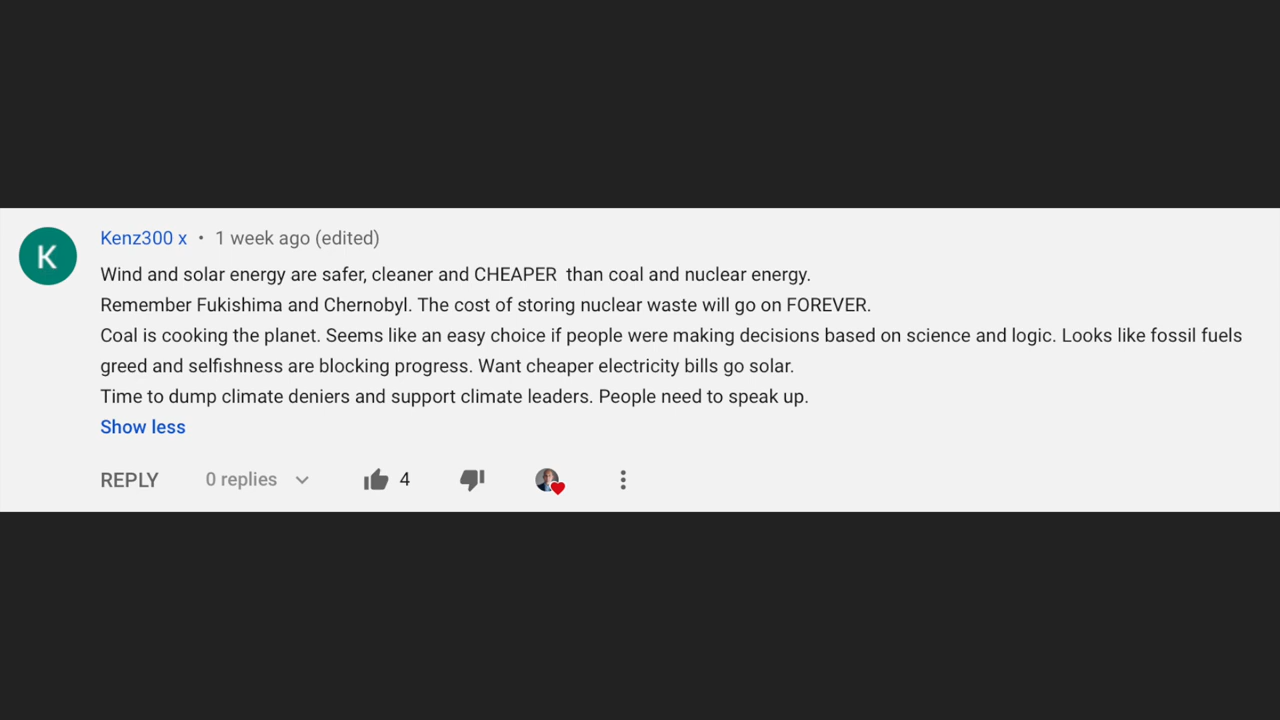 K
Kenz300 x • 1 week ago (edited)
Wind and solar energy are safer, cleaner and CHEAPER  than coal and nuclear energy.
Remember Fukishima and Chernobyl. The cost of storing nuclear waste will go on FOREVER.
Coal is cooking the planet. Seems like an easy choice if people were making decisions based on science and logic. Looks like fossil fuels
greed and selfishness are blocking progress. Want cheaper electricity bills go solar.
Time to dump climate deniers and support climate leaders. People need to speak up.
Show less
REPLY 0 replies 4